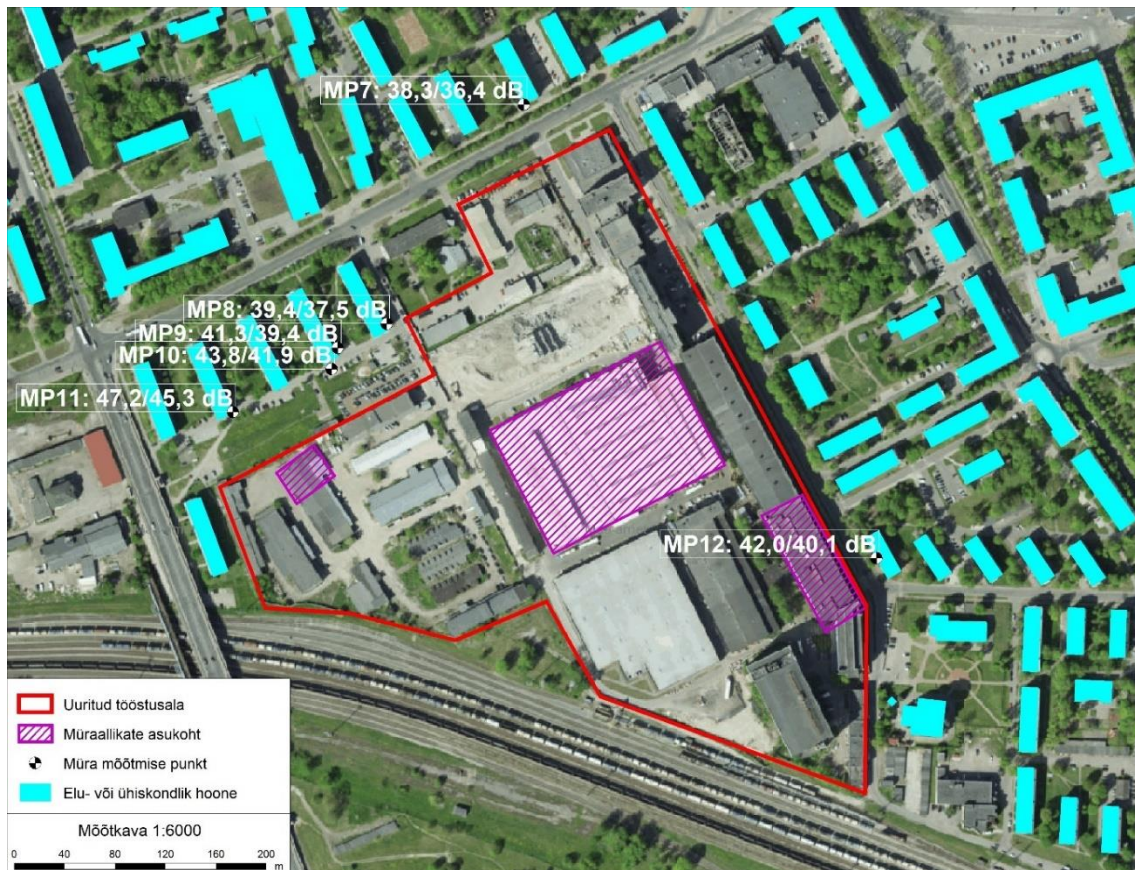 MP7: 38,3/36,4 dB
MP8: 39,4/37,5 dB
MP9: 41,3/39,4 dB
MP10: 43,8/41,9 dB
MP11: 47,2/45,3 dB
MP12: 42,0/40,1 dB
Uuritud tööstusala
Müraallikate asukoht
Müra mõõtmise punkt
Elu- või ühiskondlik hoone
Mõõtkava 1:6000
0 40 80 120 160 200
m